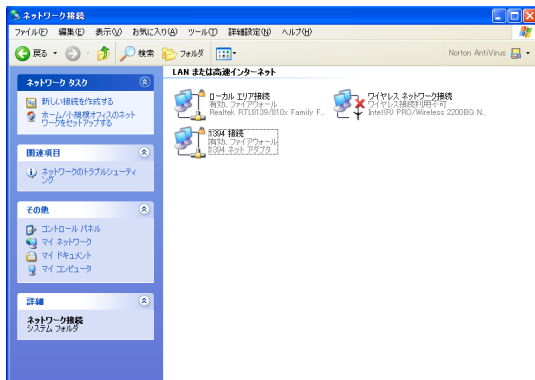 ネットワーク接続
ファイル(F) 編集(E) 表示(V) お気に入り(A) ツール(T) 詳細設定(N) ヘルプ(H)
戻る 検索 フォルダ Norton AntiVirus
ネットワーク タスク
新しい接続を作成する
ホーム/小規模オフィスのネット
ワークをセットアップする
関連項目
ネットワークのトラブルシューティ
ング
その他
コントロール パネル
マイ ネットワーク
マイ ドキュメント
マイ コンピュータ
詳細
ネットワーク接続
システム フォルダ
LAN または高速インターネット
ローカル エリア接続
有効, ファイアウォール
Realtek RTL8139/810x Family F...
ワイヤレス ネットワーク接続
ワイヤレス接続利用不可
Intel(R) PRO/Wireless 2200BG N...
1394 接続
有効, ファイアウォール
1394 ネット アダプタ